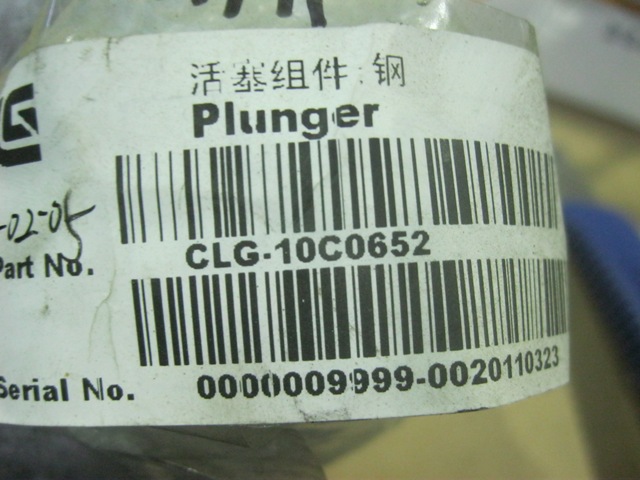 活塞组件:钢
Plunger
-02-05
Part No. CLG-10C0652
Serial No. 0000009999-0020110323